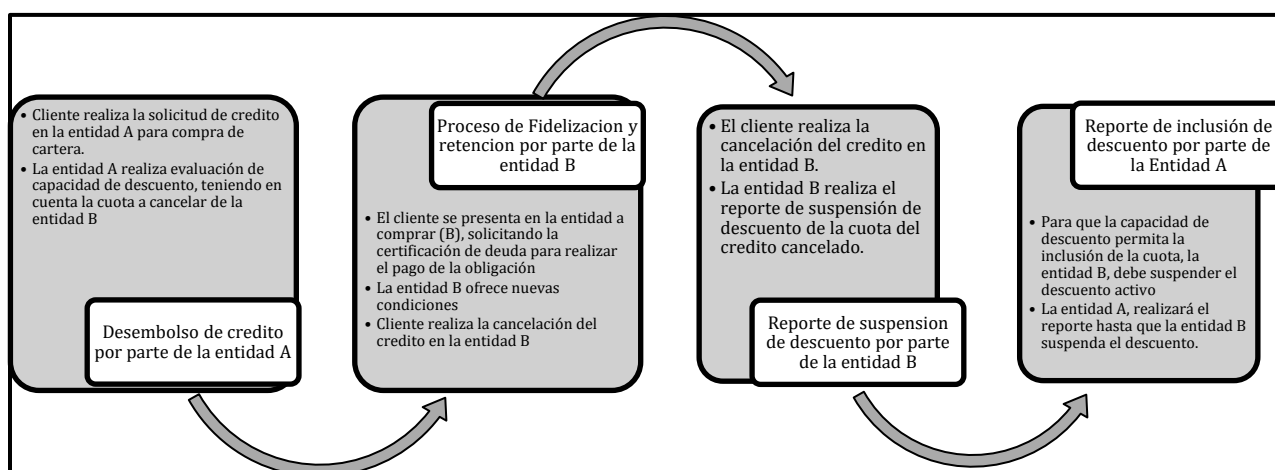 • Cliente realiza la solicitud de credito
en la entidad A para compra de
cartera.
• La entidad A realiza evaluación de
capacidad de descuento, teniendo en
cuenta la cuota a cancelar de la
entidad B
Desembolso de credito
por parte de la entidad A
Proceso de Fidelizacion y
retencion por parte de la
entidad B
• El cliente se presenta en la entidad a
comprar (B), solicitando la
certificación de deuda para realizar
el pago de la obligación
• La entidad B ofrece nuevas
condiciones
• Cliente realiza la cancelación del
credito en la entidad B
• El cliente realiza la
cancelación del credito en
la entidad B.
• La entidad B realiza el
reporte de suspensión de
descuento de la cuota del
credito cancelado.
Reporte de suspension
de descuento por parte
de la entidad B
Reporte de inclusión de
descuento por parte de
la Entidad A
• Para que la capacidad de
descuento permita la
inclusión de la cuota, la
entidad B, debe suspender el
descuento activo
• La entidad A, realizará el
reporte hasta que la entidad B
suspenda el descuento.